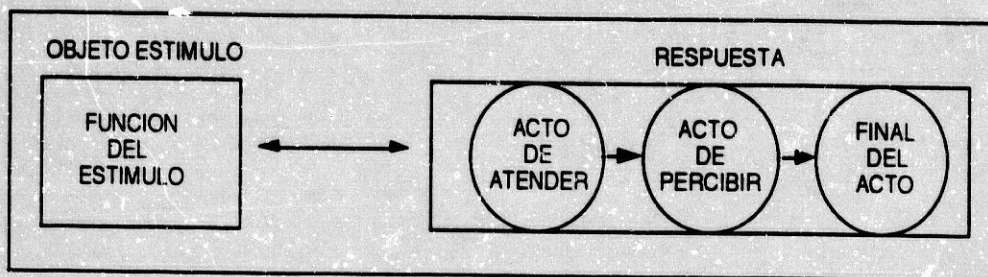 OBJETO ESTIMULO
RESPUESTA
FUNCION
DEL
ESTIMULO
ACTO
DE
ATENDER
ACTO
DE
PERCIBIR
FINAL
DEL
ACTO